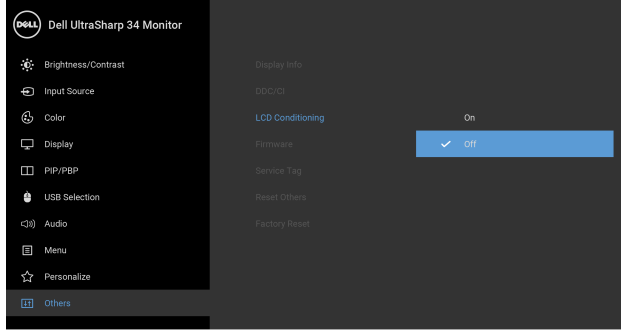 DELL Dell UltraSharp 34 Monitor
Brightness/Contrast
Input Source
Color
Display
PIP/PBP
USB Selection
Audio
Menu
Personalize
Others
Display Info
DDC/CI
LCD Conditioning
Firmware
Service Tag
Reset Others
Factory Reset
On
Off